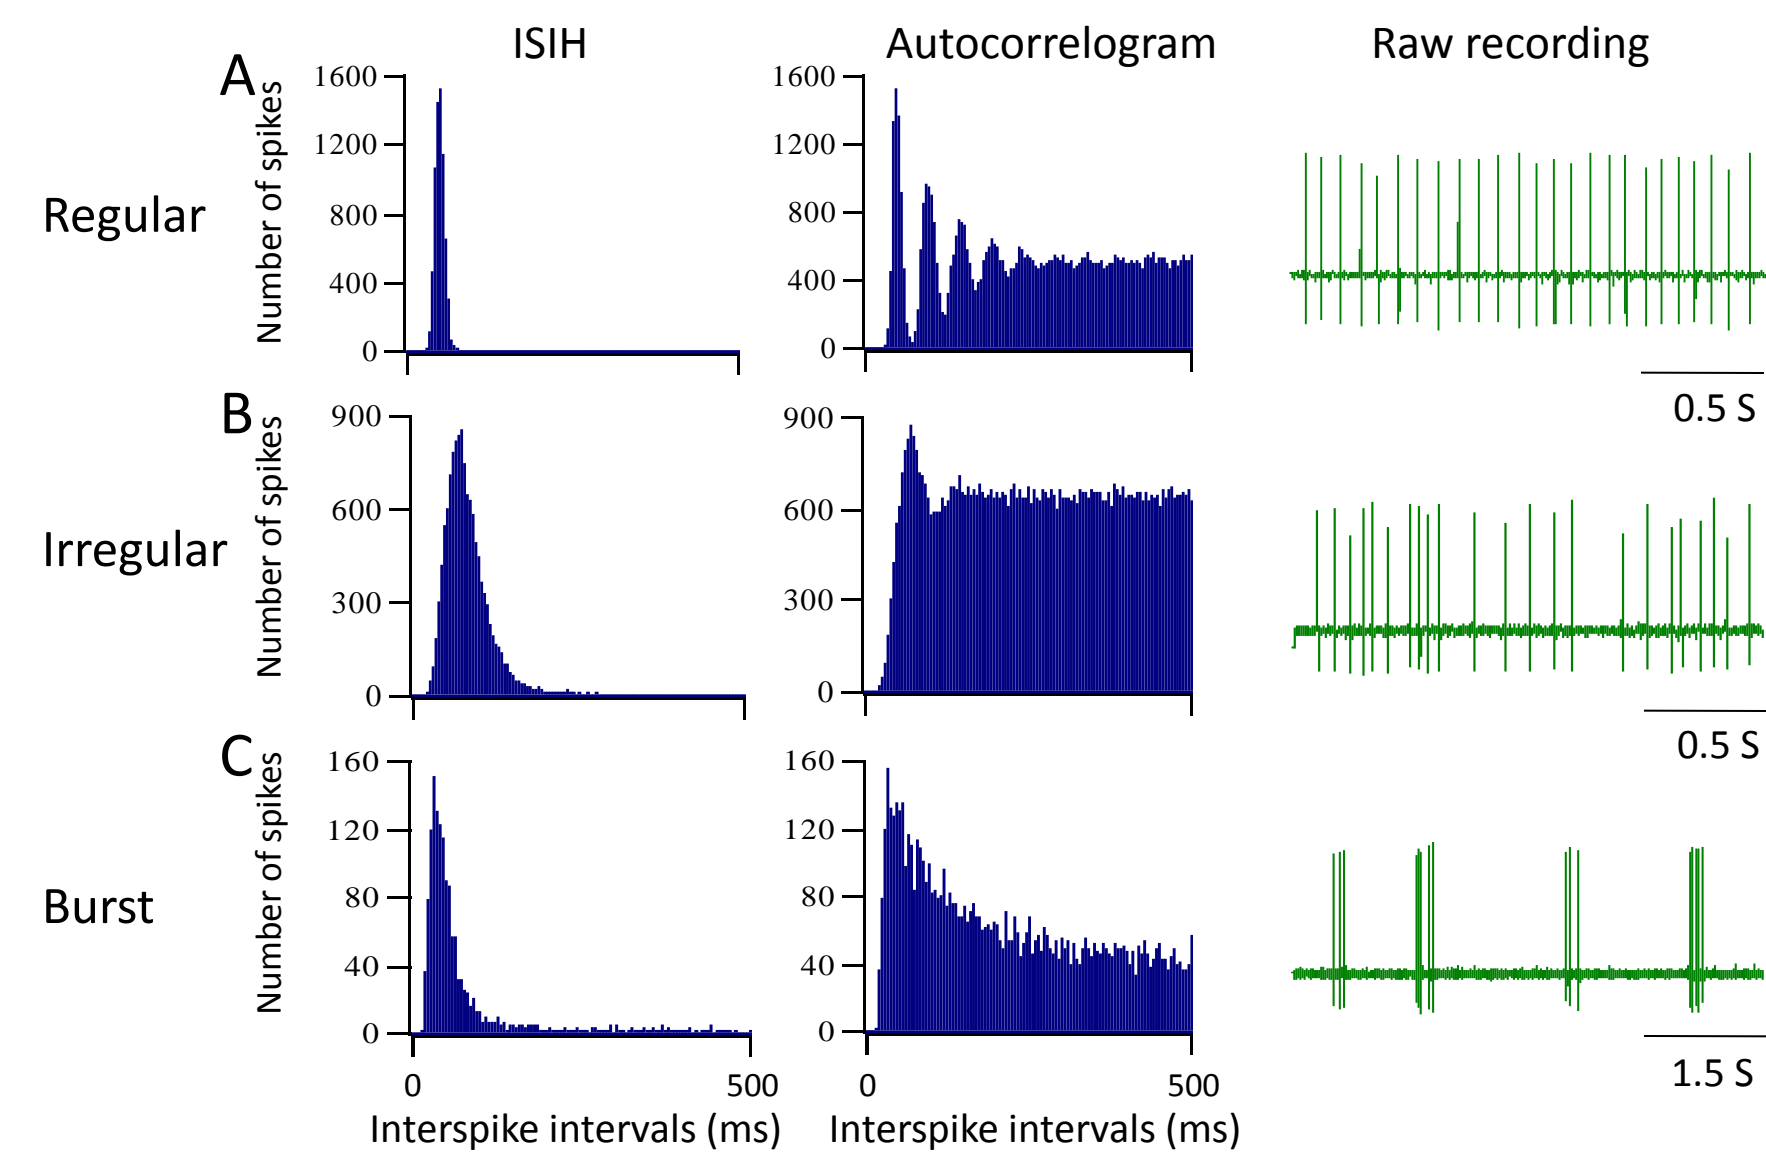 ISIH
Autocorrelogram
Raw recording
A
Regular
Number of spikes
1600
1200
800
400
0
1600
1200
800
400
0
0.5 S
B
Irregular
Number of spikes
900
600
300
0
900
600
300
0
0.5 S
C
Burst
Number of spikes
160
120
80
40
0
160
120
80
40
0
1.5 S
0
500
0
500
Interspike intervals (ms)
Interspike intervals (ms)